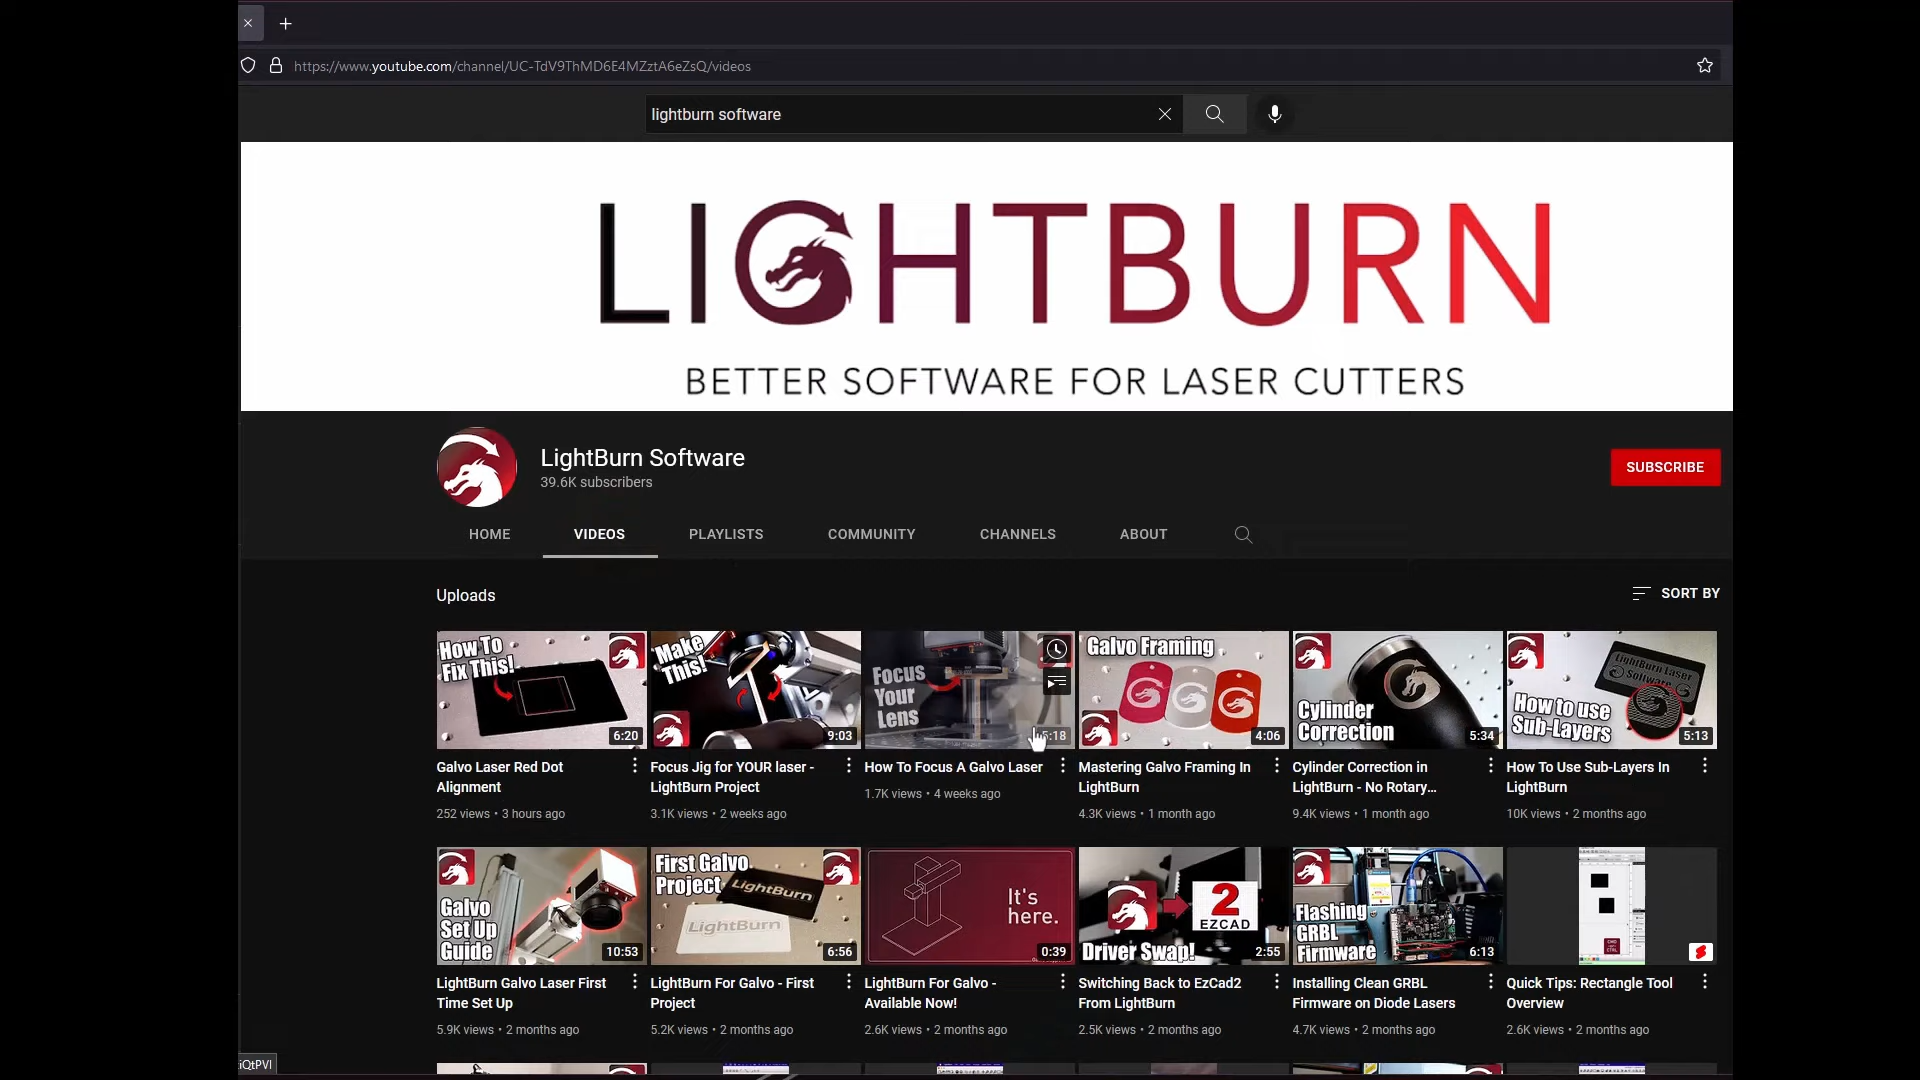 https://www.youtube.com/channel/UC-TdV9ThMD6E4MZztA6eZsQ/videos
lightburn software
LIGHTBURN
BETTER SOFTWARE FOR LASER CUTTERS
LightBurn Software
39.6K subscribers
SUBSCRIBE
HOME VIDEOS PLAYLISTS COMMUNITY CHANNELS ABOUT
Uploads
SORT BY
How To
Fix This!
6:20
Make
This!
9:03
Focus
Your
Lens
5:18
Galvo Framing
4:06
Cylinder
Correction
5:34
LightBurn Laser
Software
How to use
Sub-Layers
5:13
Galvo Laser Red Dot
Alignment
252 views • 3 hours ago
Focus Jig for YOUR laser -
LightBurn Project
3.1K views • 2 weeks ago
How To Focus A Galvo Laser
1.7K views • 4 weeks ago
Mastering Galvo Framing In
LightBurn
4.3K views • 1 month ago
Cylinder Correction in
LightBurn - No Rotary...
9.4K views • 1 month ago
How To Use Sub-Layers In
LightBurn
10K views • 2 months ago
Galvo
Set Up
Guide
10:53
First Galvo
Project
LightBurn
LightBurn
6:56
It's
here.
0:39
2
EZCAD
Driver Swap!
2:55
Flashing
GRBL
Firmware
6:13
LightBurn Galvo Laser First
Time Set Up
5.9K views • 2 months ago
LightBurn For Galvo - First
Project
5.2K views • 2 months ago
LightBurn For Galvo -
Available Now!
2.6K views • 2 months ago
Switching Back to EzCad2
From LightBurn
2.5K views • 2 months ago
Installing Clean GRBL
Firmware on Diode Lasers
4.7K views • 2 months ago
Quick Tips: Rectangle Tool
Overview
2.6K views • 2 months ago